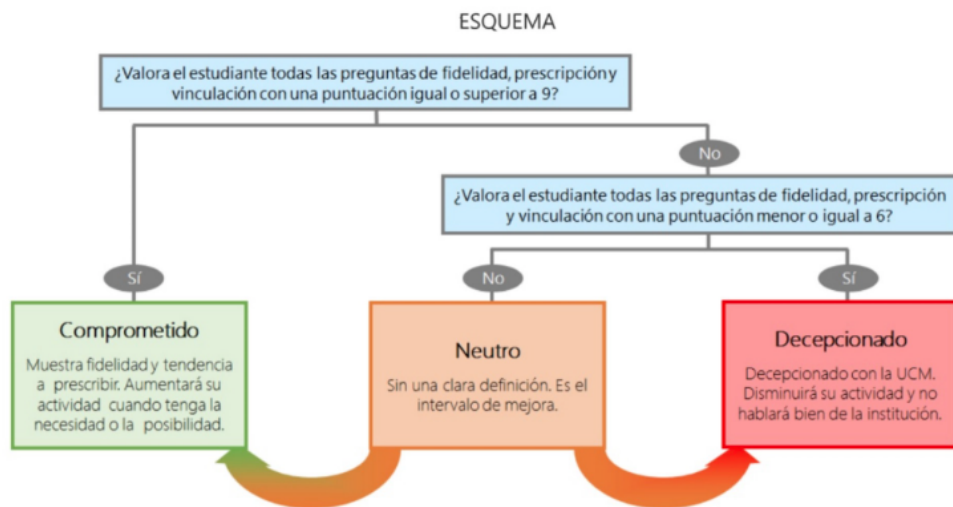 ESQUEMA
¿Valora el estudiante todas las preguntas de fidelidad, prescripción y
vinculación con una puntuación igual o superior a 9?
No
¿Valora el estudiante todas las preguntas de fidelidad, prescripción
y vinculación con una puntuación menor o igual a 6?
Sí
No
Sí
Comprometido
Muestra fidelidad y tendencia
a prescribir. Aumentará su
actividad cuando tenga la
necesidad o la posibilidad.
Neutro
Sin una clara definición. Es el
intervalo de mejora.
Decepcionado
Decepcionado con la UCM.
Disminuirá su actividad y no
hablará bien de la institución.